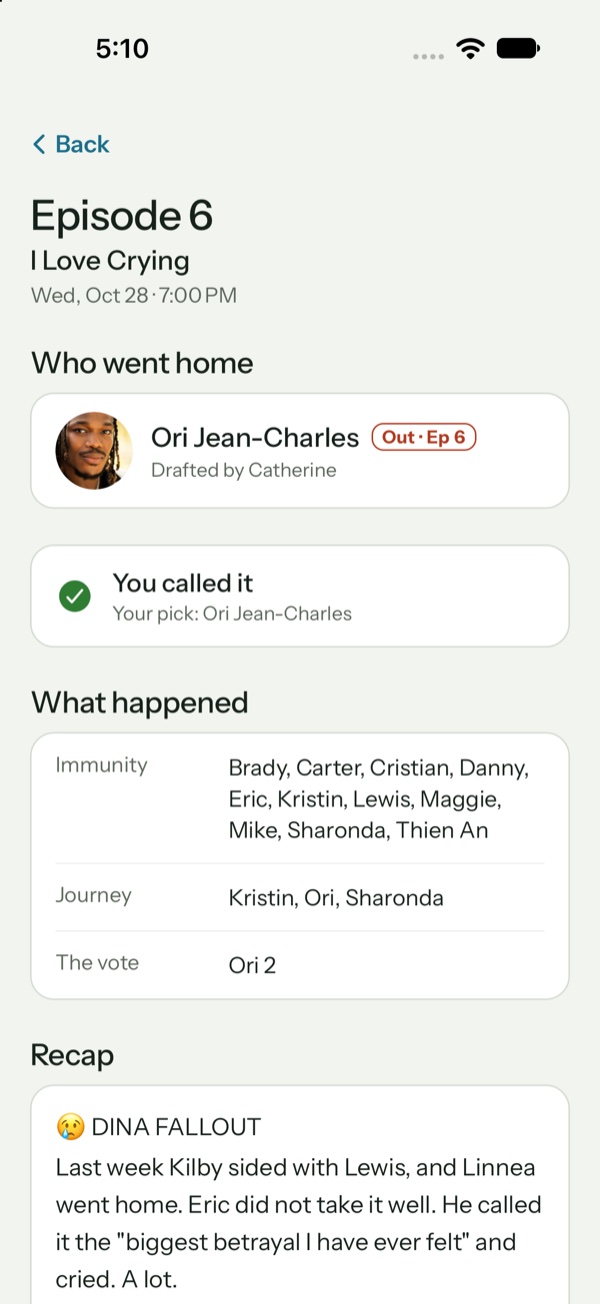 5:10
Back
Episode 6
I Love Crying
Wed, Oct 28 · 7:00 PM
Who went home
Ori Jean-Charles Out · Ep 6
Drafted by Catherine
You called it
Your pick: Ori Jean-Charles
What happened
Immunity Brady, Carter, Cristian, Danny,
Eric, Kristin, Lewis, Maggie,
Mike, Sharonda, Thien An
Journey Kristin, Ori, Sharonda
The vote Ori 2
Recap
😢 DINA FALLOUT
Last week Kilby sided with Lewis, and Linnea
went home. Eric did not take it well. He called
it the "biggest betrayal I have ever felt" and
cried. A lot.